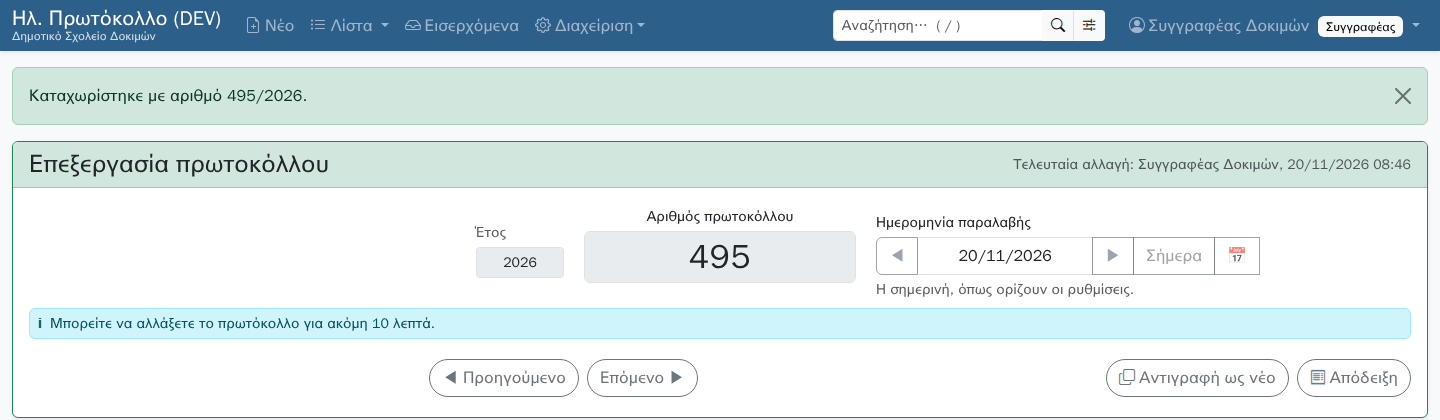 Ηλ. Πρωτόκολλο (DEV)
Δημοτικό Σχολείο Δοκιμών
Νέο
Λίστα
Εισερχόμενα
Διαχείριση
Αναζήτηση… ( / )
Συγγραφέας Δοκιμών Συγγραφέας
Καταχωρίστηκε με αριθμό 495/2026.
Επεξεργασία πρωτοκόλλου
Τελευταία αλλαγή: Συγγραφέας Δοκιμών, 20/11/2026 08:46
Έτος
2026
Αριθμός πρωτοκόλλου
495
Ημερομηνία παραλαβής
◀ 20/11/2026 ▶ Σήμερα
Η σημερινή, όπως ορίζουν οι ρυθμίσεις.
i Μπορείτε να αλλάξετε το πρωτόκολλο για ακόμη 10 λεπτά.
◀ Προηγούμενο
Επόμενο ▶
Αντιγραφή ως νέο
Απόδειξη